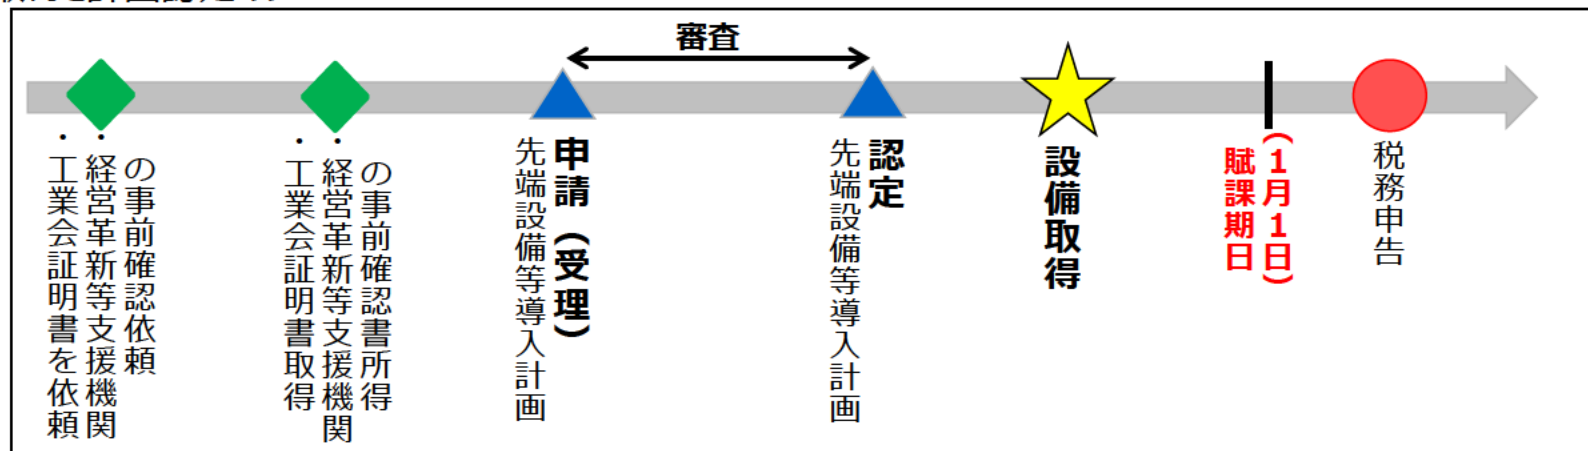 審査
・工業会証明書を依頼
・経営革新等支援機関
の事前確認依頼
・工業会証明書取得
・経営革新等支援機関
の事前確認書所得
先端設備等導入計画
申請（受理）
先端設備等導入計画
認定
設備取得
賦課期日
（1月1日）
税務申告